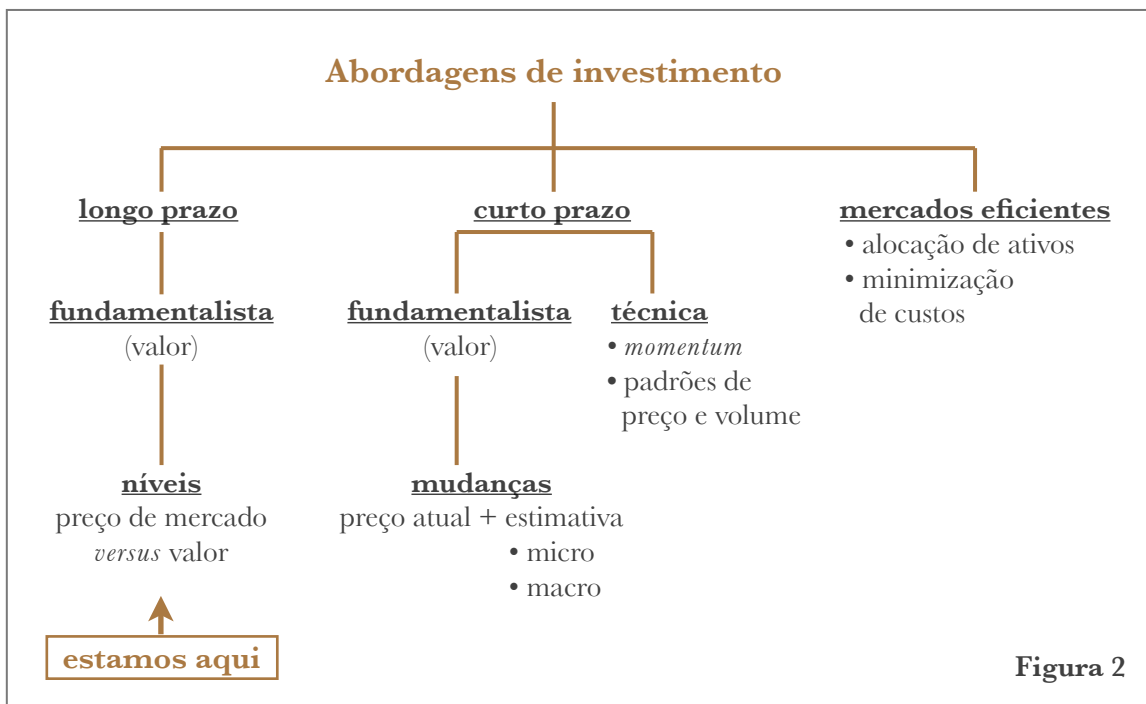 Abordagens de investimento
longo prazo
fundamentalista
(valor)
níveis
preço de mercado
versus valor
estamos aqui
curto prazo
fundamentalista
(valor)
mudanças
preço atual + estimativa
• micro
• macro
técnica
• momentum
• padrões de
preço e volume
mercados eficientes
• alocação de ativos
• minimização
de custos
Figura 2